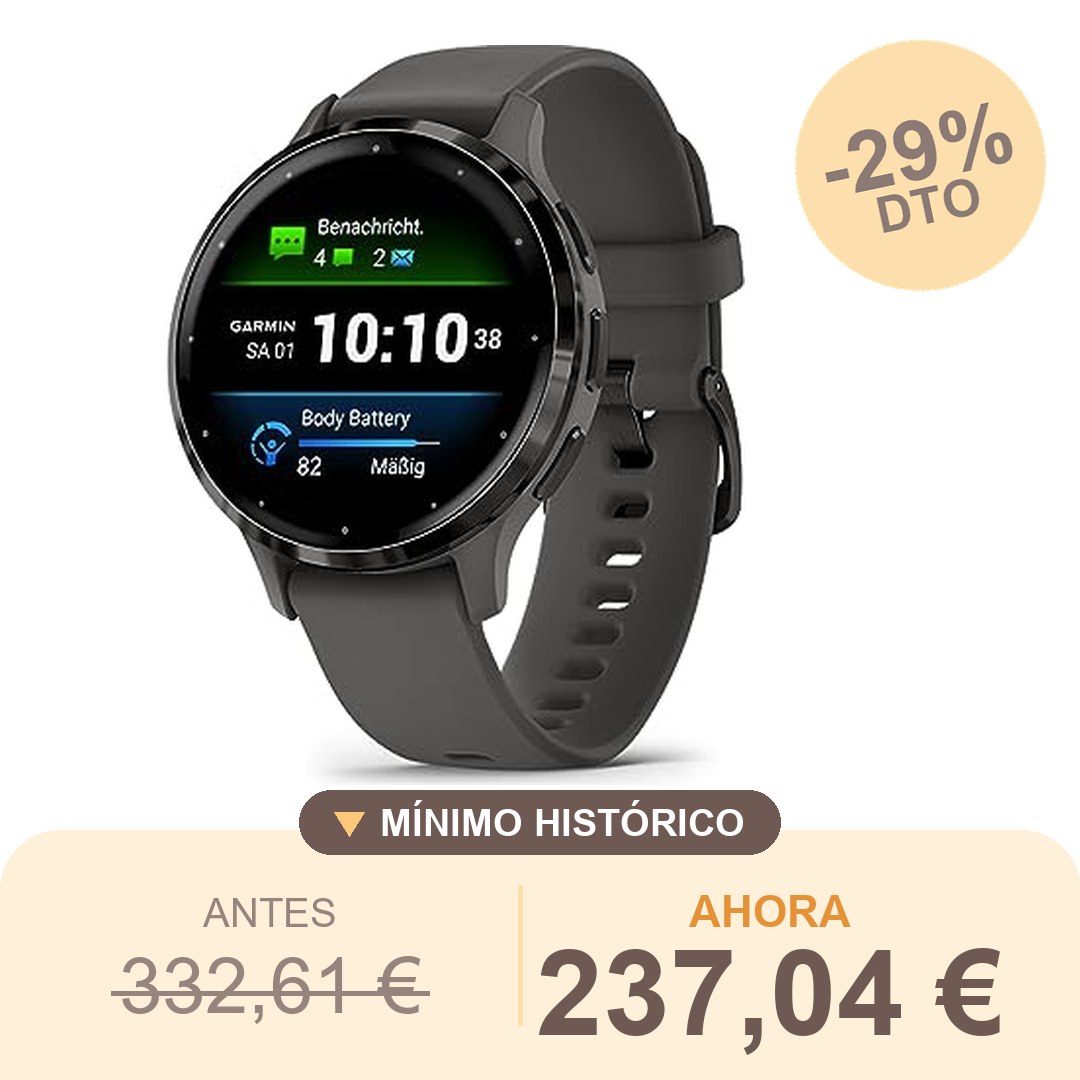 -29%
DTO
Benachricht.
4 2
GARMIN
SA 01
10:10 38
Body Battery
82 Mäßig
MÍNIMO HISTÓRICO
ANTES
332,61 €
AHORA
237,04 €